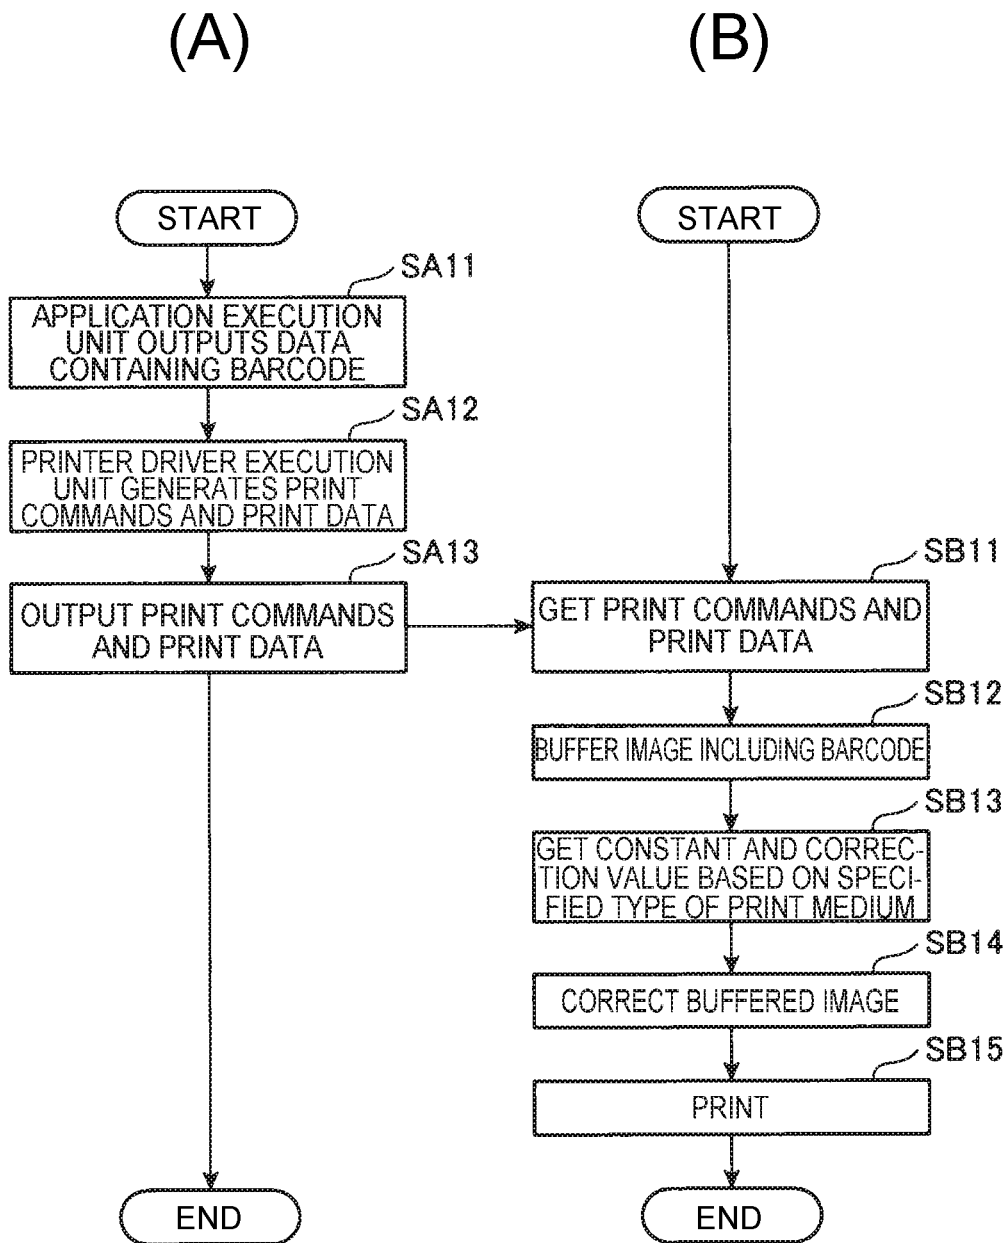 (A)
START
SA11
APPLICATION EXECUTION
UNIT OUTPUTS DATA
CONTAINING BARCODE
SA12
PRINTER DRIVER EXECUTION
UNIT GENERATES PRINT
COMMANDS AND PRINT DATA
SA13
OUTPUT PRINT COMMANDS
AND PRINT DATA
END
(B)
START
SB11
GET PRINT COMMANDS AND
PRINT DATA
SB12
BUFFER IMAGE INCLUDING BARCODE
SB13
GET CONSTANT AND CORREC-
TION VALUE BASED ON SPECI-
FIED TYPE OF PRINT MEDIUM
SB14
CORRECT BUFFERED IMAGE
SB15
PRINT
END